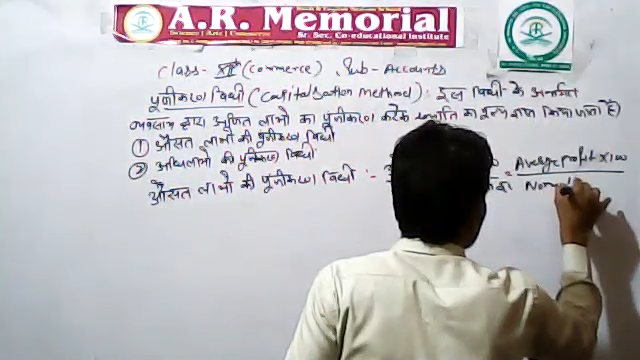 A.R. Memorial
Science | Arts | Commerce Sr. Sec. Co-educational Institute
Class- XII (Commerce) , Sub - Accounts
पूंजीकरण विधी (Capitalisation Method) : इस विधी के अन्तर्गत
व्यवसाय द्वारा अर्जित लाभों का पूंजीकरण करके ख्याति का मूल्य ज्ञात किया जाता है)
① औसत लाभों की पूंजीकरण विधी
② अधिलाभों की पूंजीकरण विधी
औसत लाभों की पूंजीकरण विधी :- = Average profit × 100